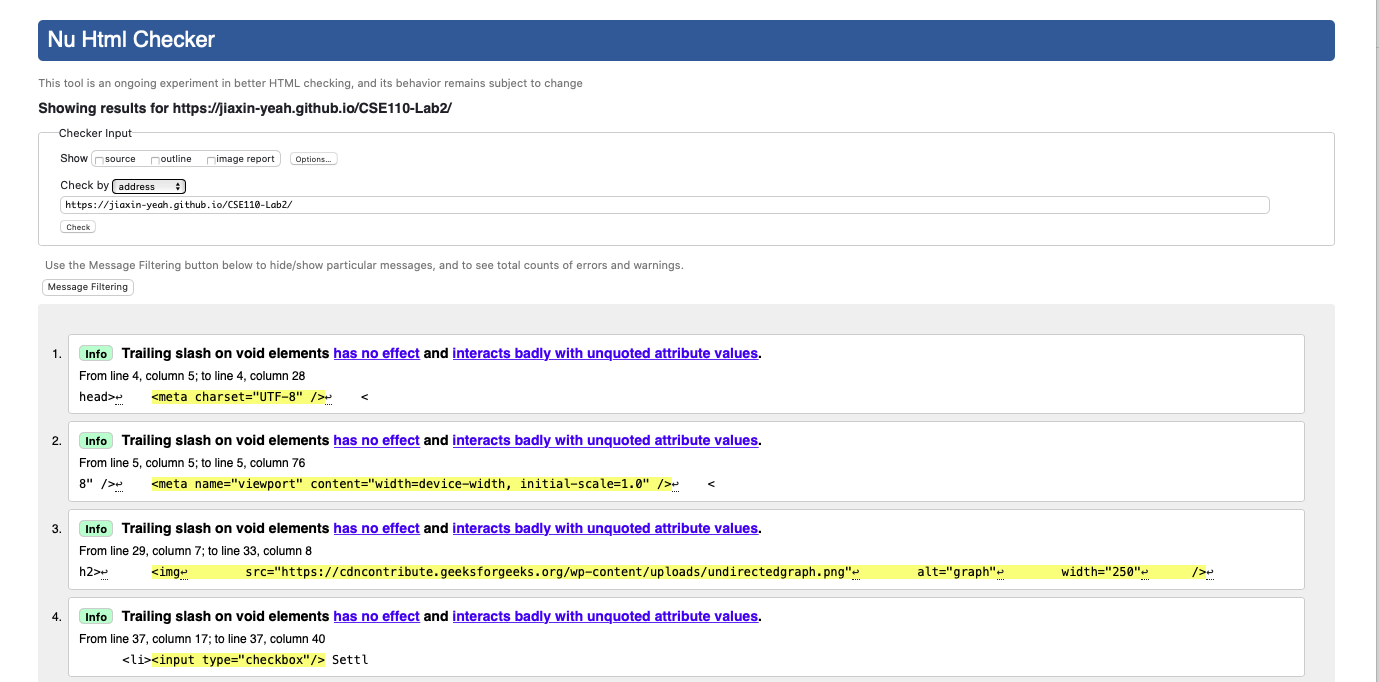 Nu Html Checker
This tool is an ongoing experiment in better HTML checking, and its behavior remains subject to change
Showing results for https://jiaxin-yeah.github.io/CSE110-Lab2/
Checker Input
Show source outline image report Options...
Check by address
https://jiaxin-yeah.github.io/CSE110-Lab2/
Check
Use the Message Filtering button below to hide/show particular messages, and to see total counts of errors and warnings.
Message Filtering
1. Info Trailing slash on void elements has no effect and interacts badly with unquoted attribute values.
From line 4, column 5; to line 4, column 28
head>↩ <meta charset="UTF-8" />↩ <
2. Info Trailing slash on void elements has no effect and interacts badly with unquoted attribute values.
From line 5, column 5; to line 5, column 76
8" />↩ <meta name="viewport" content="width=device-width, initial-scale=1.0" />↩ <
3. Info Trailing slash on void elements has no effect and interacts badly with unquoted attribute values.
From line 29, column 7; to line 33, column 8
h2>↩ <img↩ src="https://cdncontribute.geeksforgeeks.org/wp-content/uploads/undirectedgraph.png"↩ alt="graph"↩ width="250"↩ />↩
4. Info Trailing slash on void elements has no effect and interacts badly with unquoted attribute values.
From line 37, column 17; to line 37, column 40
<li><input type="checkbox"/> Settl